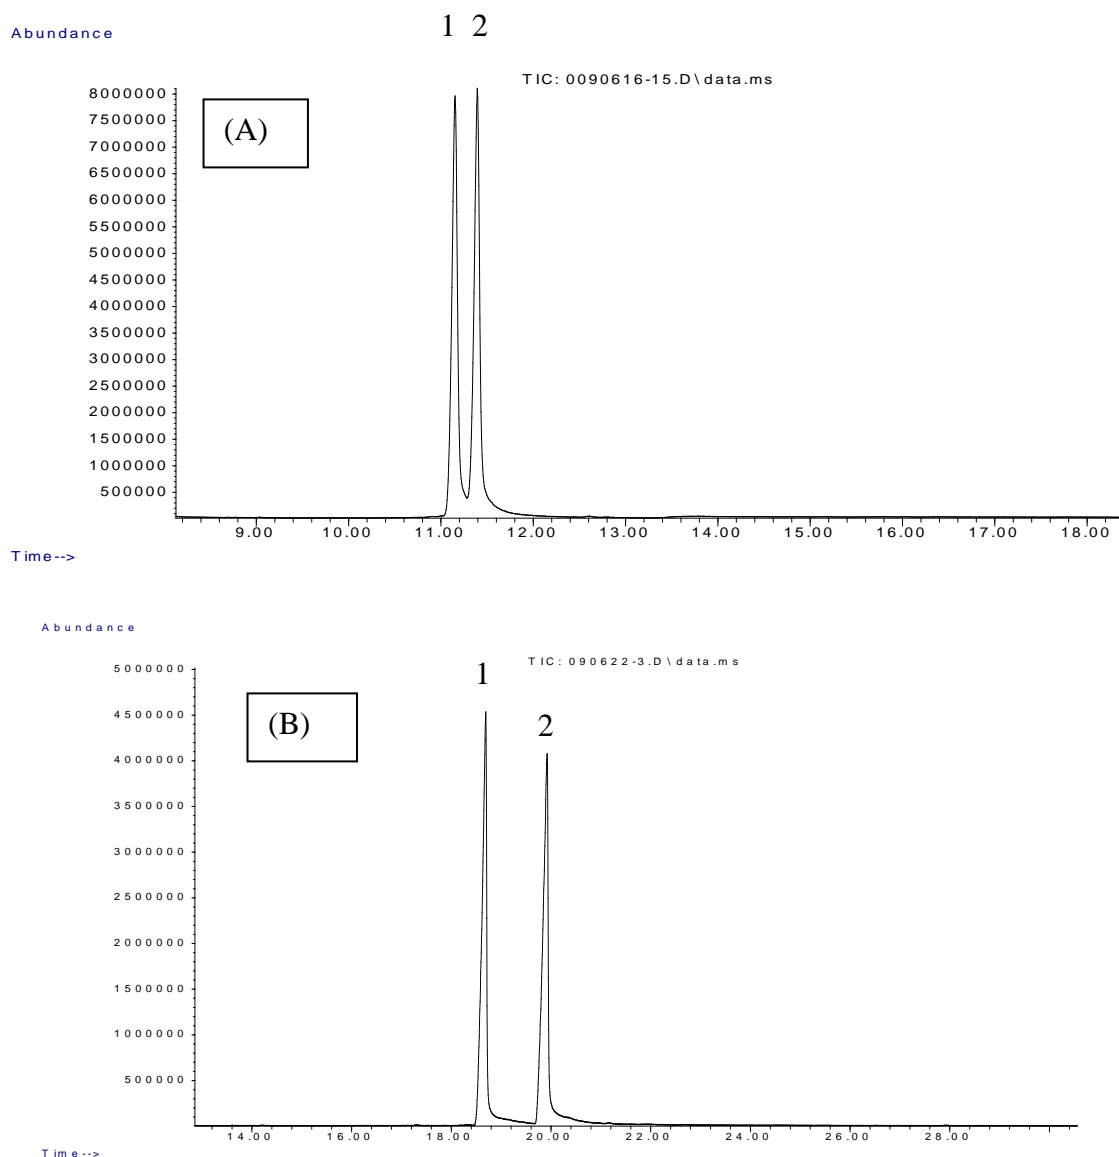 Abundance
1 2
TIC: 0090616-15.D\data.ms
(A)
8000000
7500000
7000000
6500000
6000000
5500000
5000000
4500000
4000000
3500000
3000000
2500000
2000000
1500000
1000000
500000
9.00 10.00 11.00 12.00 13.00 14.00 15.00 16.00 17.00 18.00
Time-->
Abundance
TIC: 090622-3.D\data.ms
1
2
(B)
5000000
4500000
4000000
3500000
3000000
2500000
2000000
1500000
1000000
500000
14.00 16.00 18.00 20.00 22.00 24.00 26.00 28.00
Time-->